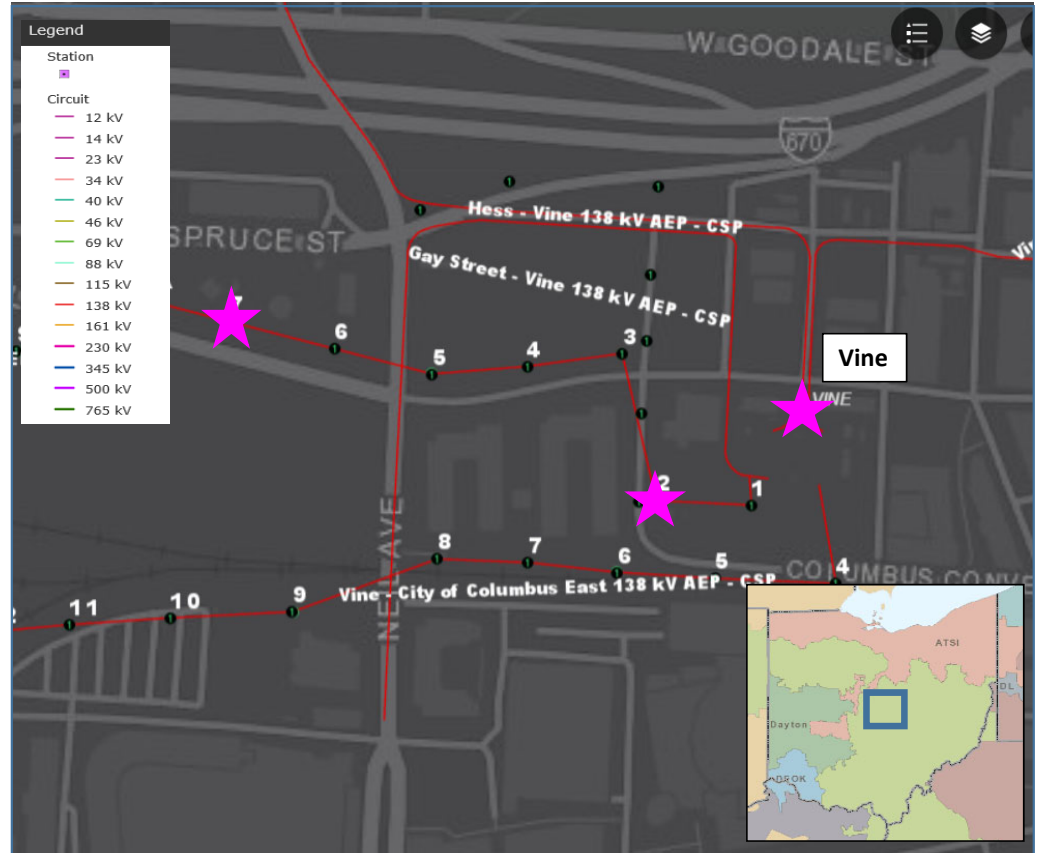 Legend
Station
Circuit
12 kV
14 kV
23 kV
34 kV
40 kV
46 kV
69 kV
88 kV
115 kV
138 kV
161 kV
230 kV
345 kV
500 kV
765 kV
W GOODALE ST
670
Hess - Vine 138 kV AEP - CSP
SPRUCE ST
Gay Street - Vine 138 kV AEP - CSP
7
6
5
4
3
Vine
VINE
2
1
NEIL AVE
8
7
6
5
4
COLUMBUS CONVE
Vine - City of Columbus East 138 kV AEP - CSP
11
10
9
ATSI
DL
Dayton
DEOK